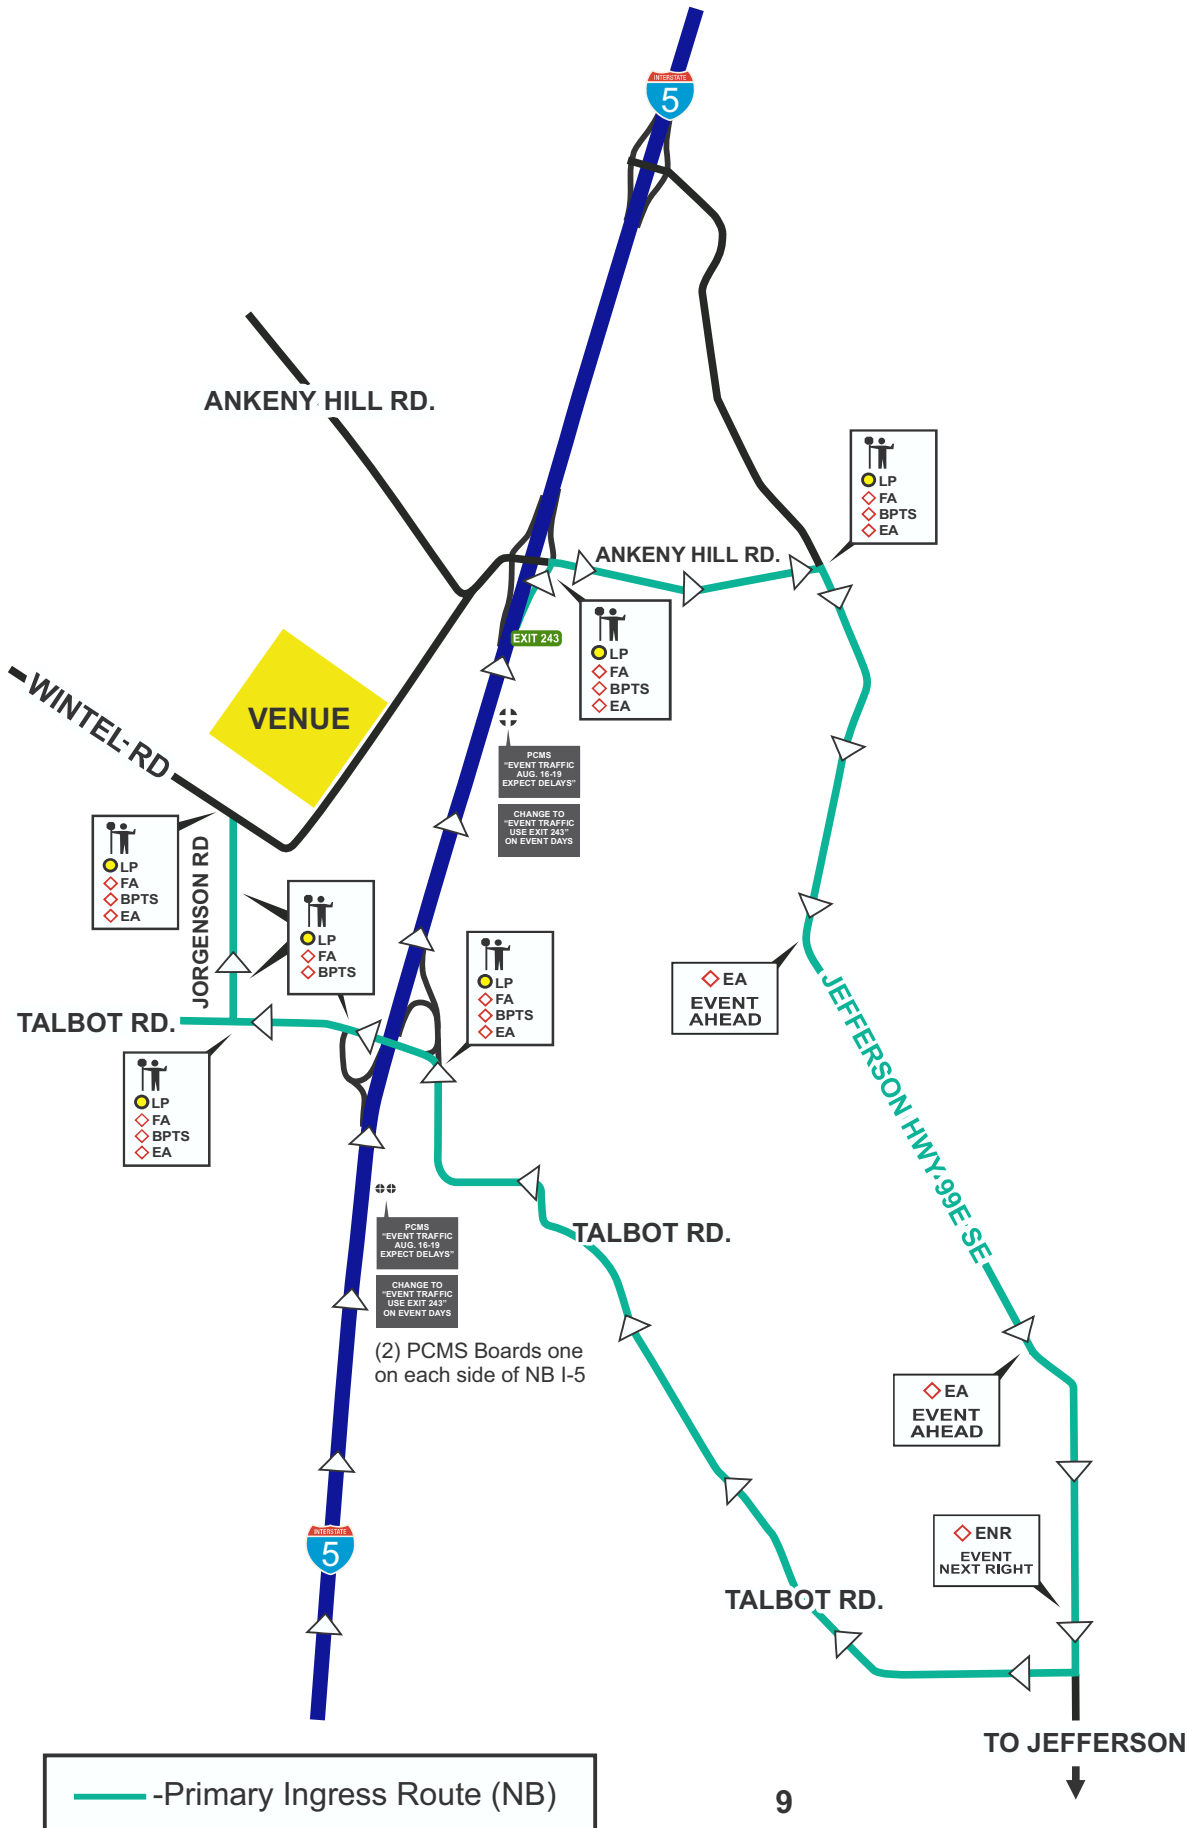 INTERSTATE
5
ANKENY HILL RD.
LP
FA
BPTS
EA
ANKENY HILL RD.
EXIT 243
LP
FA
BPTS
EA
WINTEL RD
VENUE
PCMS
“EVENT TRAFFIC
AUG. 16-19
EXPECT DELAYS”
CHANGE TO
“EVENT TRAFFIC
USE EXIT 243”
ON EVENT DAYS
LP
FA
BPTS
EA
JORGENSON RD
LP
FA
BPTS
LP
FA
BPTS
EA
EA
EVENT
AHEAD
TALBOT RD.
JEFFERSON HWY 99E SE
LP
FA
BPTS
EA
PCMS
“EVENT TRAFFIC
AUG. 16-19
EXPECT DELAYS”
CHANGE TO
“EVENT TRAFFIC
USE EXIT 243”
ON EVENT DAYS
TALBOT RD.
(2) PCMS Boards one
on each side of NB I-5
EA
EVENT
AHEAD
INTERSTATE
5
ENR
EVENT
NEXT RIGHT
TALBOT RD.
TO JEFFERSON
-Primary Ingress Route (NB)
9